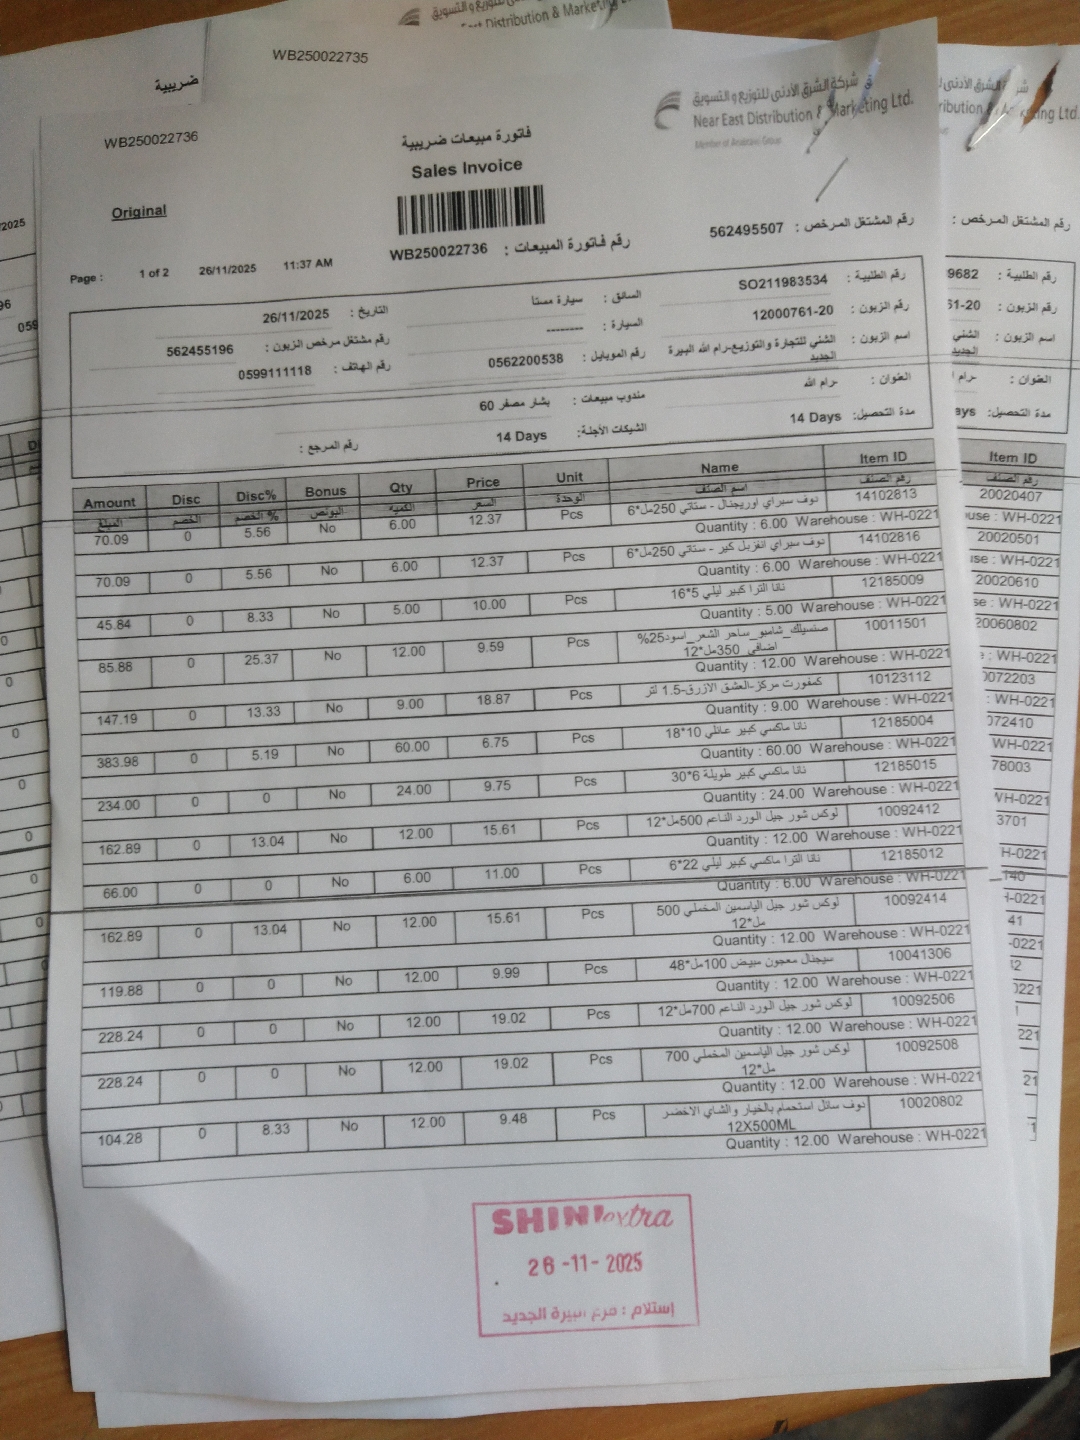 WB250022735
ضريبية
WB250022736
شركة الشرق الأدنى للتوزيع و التسويق
Near East Distribution & Marketing Ltd.
Member of Arabtec Group
فاتورة مبيعات ضريبية
Sales Invoice
Original
رقم المشتغل المرخص : 562495507
رقم فاتورة المبيعات : WB250022736
Page : 1 of 2 26/11/2025 11:37 AM
رقم الطلبية : SO211983534
السائق : سيارة مستا
التاريخ : 26/11/2025
رقم الزبون : 12000761-20
السيارة : --------
رقم مشتغل مرخص الزبون : 562455196
اسم الزبون : الشني للتجارة والتوزيع-رام الله البيرة الجديد
رقم الموبايل : 0562200538
رقم الهاتف : 0599111118
العنوان : -رام الله
مندوب مبيعات : بشار مصفر 60
مدة التحصيل: 14 Days
الشيكات الآجلة: 14 Days
رقم المرجع :
Amount Disc Disc% Bonus Qty Price Unit Name Item ID
المبلغ الخصم % الخصم البونص الكمية السعر الوحدة اسم الصنف رقم الصنف
70.09 0 5.56 No 6.00 12.37 Pcs دوف سبراي اوريجنال - ستاتي 250مل*6 14102813
Quantity : 6.00 Warehouse : WH-0221
70.09 0 5.56 No 6.00 12.37 Pcs دوف سبراي انفزبل كير - ستاتي 250مل*6 14102816
Quantity : 6.00 Warehouse : WH-0221
45.84 0 8.33 No 5.00 10.00 Pcs نانا الترا كبير ليلي 5*16 12185009
Quantity : 5.00 Warehouse : WH-0221
85.88 0 25.37 No 12.00 9.59 Pcs صنسيلك_شامبو_ساحر الشعر_اسود25% اضافي_350مل*12 10011501
Quantity : 12.00 Warehouse : WH-0221
147.19 0 13.33 No 9.00 18.87 Pcs كمفورت مركز-العشق الازرق-1.5 لتر 10123112
Quantity : 9.00 Warehouse : WH-0221
383.98 0 5.19 No 60.00 6.75 Pcs نانا ماكسي كبير عائلي 10*18 12185004
Quantity : 60.00 Warehouse : WH-0221
234.00 0 0 No 24.00 9.75 Pcs نانا ماكسي كبير طويلة 6*30 12185015
Quantity : 24.00 Warehouse : WH-0221
162.89 0 13.04 No 12.00 15.61 Pcs لوكس شور جيل الورد الناعم 500مل*12 10092412
Quantity : 12.00 Warehouse : WH-0221
66.00 0 0 No 6.00 11.00 Pcs نانا الترا ماكسي كبير ليلي 22*6 12185012
Quantity : 6.00 Warehouse : WH-0221
162.89 0 13.04 No 12.00 15.61 Pcs لوكس شور جيل الياسمين المخملي 500 مل*12 10092414
Quantity : 12.00 Warehouse : WH-0221
119.88 0 0 No 12.00 9.99 Pcs سيجنال معجون مبيض 100مل*48 10041306
Quantity : 12.00 Warehouse : WH-0221
228.24 0 0 No 12.00 19.02 Pcs لوكس شور جيل الورد الناعم 700مل*12 10092506
Quantity : 12.00 Warehouse : WH-0221
228.24 0 0 No 12.00 19.02 Pcs لوكس شور جيل الياسمين المخملي 700 مل*12 10092508
Quantity : 12.00 Warehouse : WH-0221
104.28 0 8.33 No 12.00 9.48 Pcs دوف سائل استحمام بالخيار والشاي الاخضر 12X500ML 10020802
Quantity : 12.00 Warehouse : WH-0221
SHINI extra
26-11-2025
إستلام : فرع البيرة الجديد